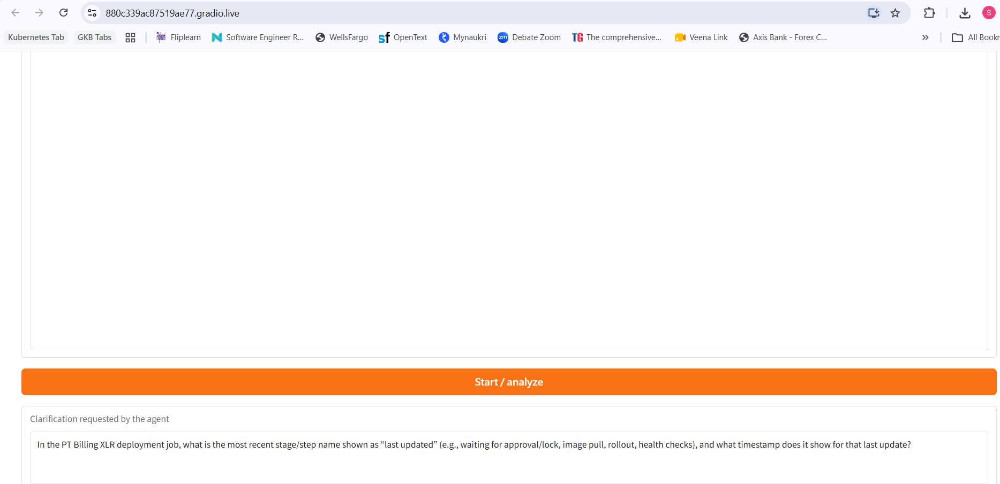 880c339ac87519ae77.gradio.live
S
Kubernetes Tab GKB Tabs Fliplearn Software Engineer R... WellsFargo sf OpenText Mynaukri zm Debate Zoom TG The comprehensive... Veena Link Axis Bank - Forex C... » All Bookr
Start / analyze
Clarification requested by the agent
In the PT Billing XLR deployment job, what is the most recent stage/step name shown as “last updated” (e.g., waiting for approval/lock, image pull, rollout, health checks), and what timestamp does it show for that last update?